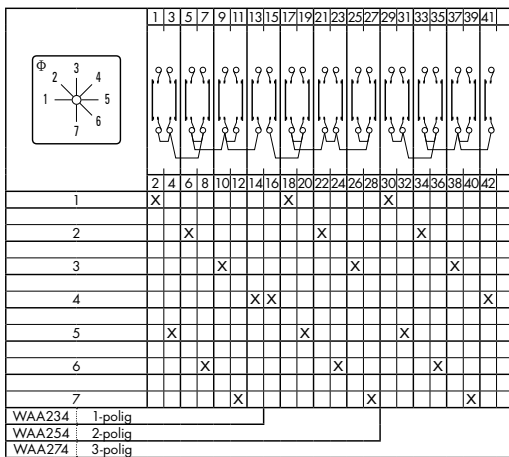 1 3 5 7 9 11 13 15 17 19 21 23 25 27 29 31 33 35 37 39 41
Φ
3
2 4
1 5
6
7
2 4 6 8 10 12 14 16 18 20 22 24 26 28 30 32 34 36 38 40 42
1 X X X
2 X X X
3 X X X
4 X X X
5 X X X
6 X X X
7 X X X
WAA234 1-polig
WAA254 2-polig
WAA274 3-polig